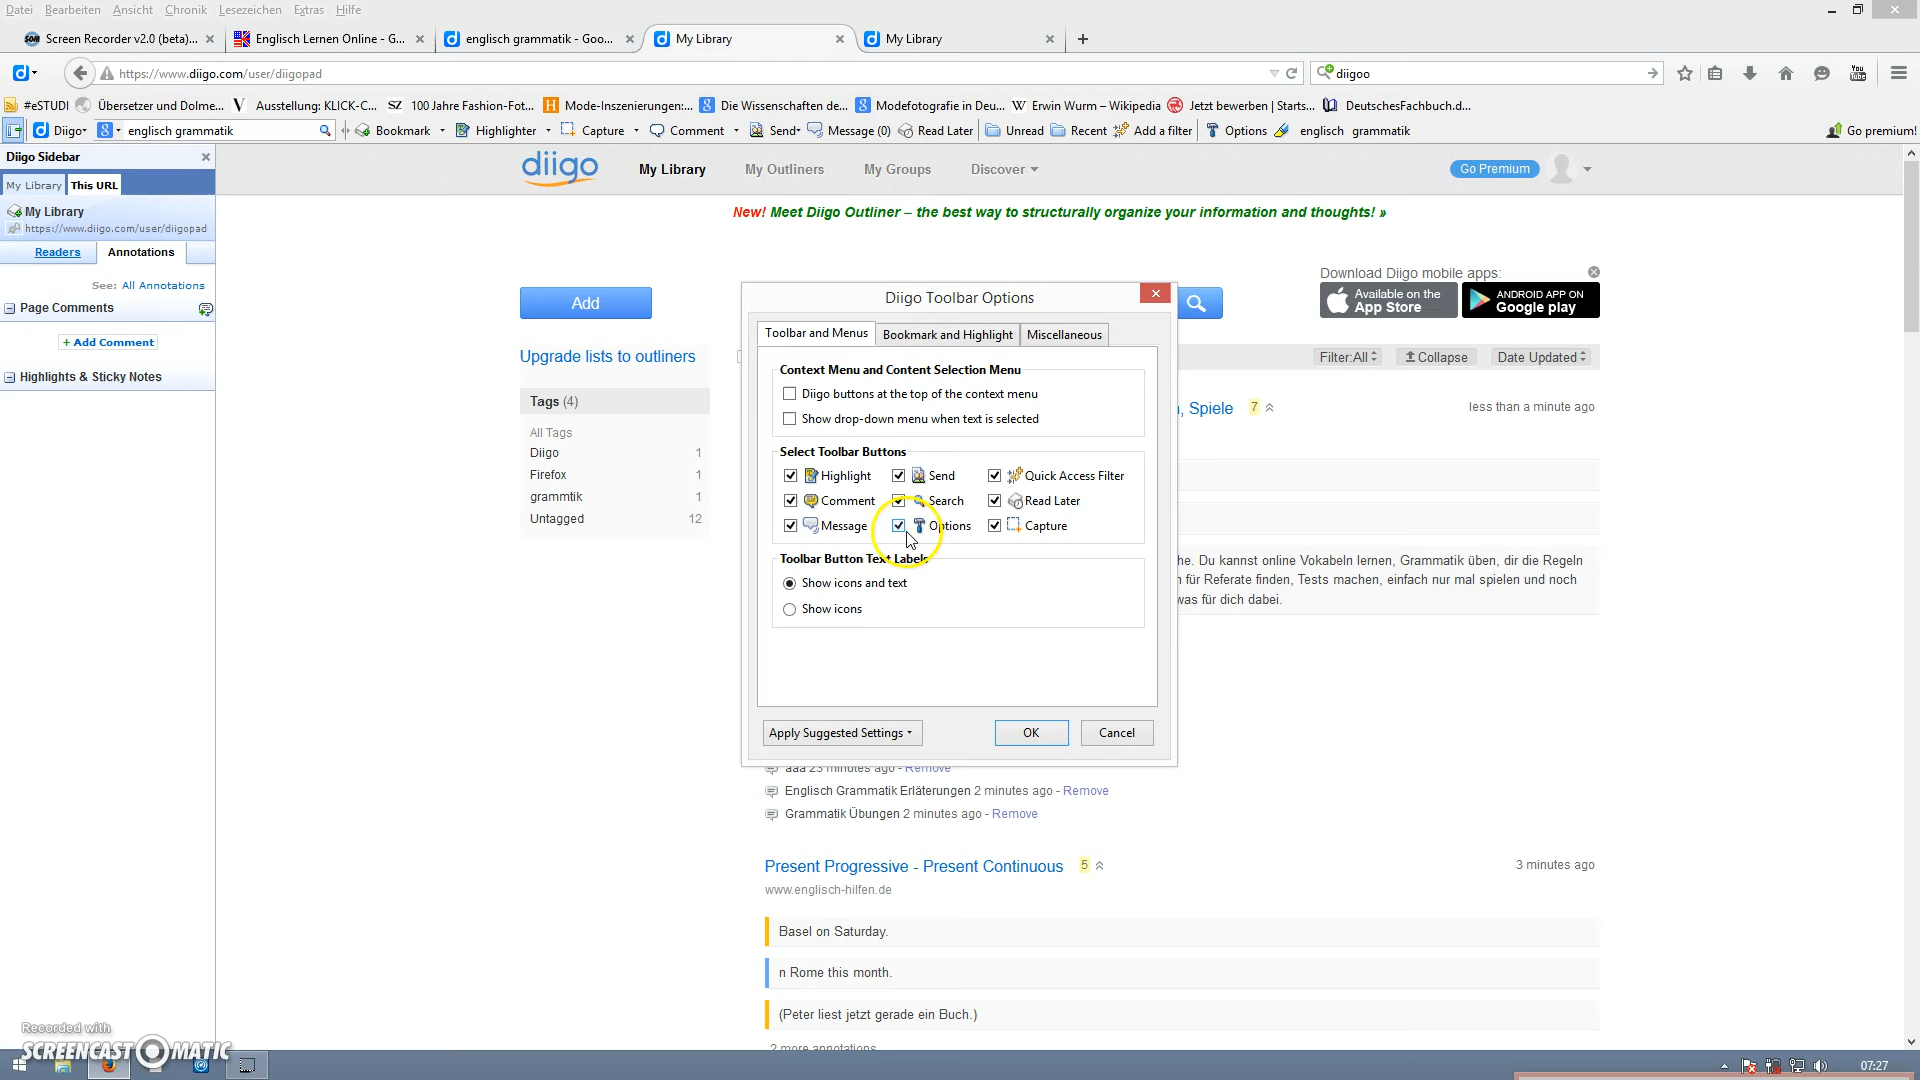 Datei Bearbeiten Ansicht Chronik Lesezeichen Extras Hilfe
Screen Recorder v2.0 (beta)... Englisch Lernen Online - G... englisch grammatik - Goo... My Library My Library
https://www.diigo.com/user/diigopad diigoo
#eSTUDI Übersetzer und Dolme... Ausstellung: KLICK-C... 100 Jahre Fashion-Fot... Mode-Inszenierungen:... Die Wissenschaften de... Modefotografie in Deu... Erwin Wurm – Wikipedia Jetzt bewerben | Starts... DeutschesFachbuch.d...
Diigo englisch grammatik Bookmark Highlighter Capture Comment Send Message (0) Read Later Unread Recent Add a filter Options englisch grammatik Go premium!
Diigo Sidebar
My Library This URL
My Library
https://www.diigo.com/user/diigopad
Readers Annotations
See: All Annotations
Page Comments
+ Add Comment
Highlights & Sticky Notes
diigo My Library My Outliners My Groups Discover Go Premium
New! Meet Diigo Outliner – the best way to structurally organize your information and thoughts! »
Download Diigo mobile apps:
Available on the App Store
ANDROID APP ON Google play
Add
Upgrade lists to outliners
Filter:All Collapse Date Updated
Tags (4)
All Tags
Diigo 1
Firefox 1
grammtik 1
Untagged 12
, Spiele 7 less than a minute ago
Diigo Toolbar Options
Toolbar and Menus Bookmark and Highlight Miscellaneous
Context Menu and Content Selection Menu
Diigo buttons at the top of the context menu
Show drop-down menu when text is selected
Select Toolbar Buttons
Highlight Send Quick Access Filter
Comment Search Read Later
Message Options Capture
Toolbar Button Text Labels
Show icons and text
Show icons
Apply Suggested Settings OK Cancel
he. Du kannst online Vokabeln lernen, Grammatik üben, dir die Regeln
für Referate finden, Tests machen, einfach nur mal spielen und noch
was für dich dabei.
aaa 23 minutes ago - Remove
Englisch Grammatik Erläterungen 2 minutes ago - Remove
Grammatik Übungen 2 minutes ago - Remove
Present Progressive - Present Continuous 5 3 minutes ago
www.englisch-hilfen.de
Basel on Saturday.
n Rome this month.
(Peter liest jetzt gerade ein Buch.)
2 more annotations
Recorded with
SCREENCAST-O-MATIC
07:27